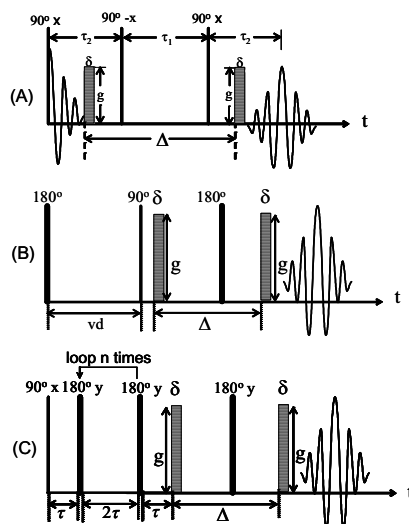 90° x 90° -x 90° x
τ₂ τ₁ τ₂
δ δ
g g
(A)
Δ
t
180° 90° δ 180° δ
(B)
g g
vd Δ
t
loop n times
90° x 180° y 180° y δ 180° y δ
(C)
g g
τ 2τ τ Δ
t